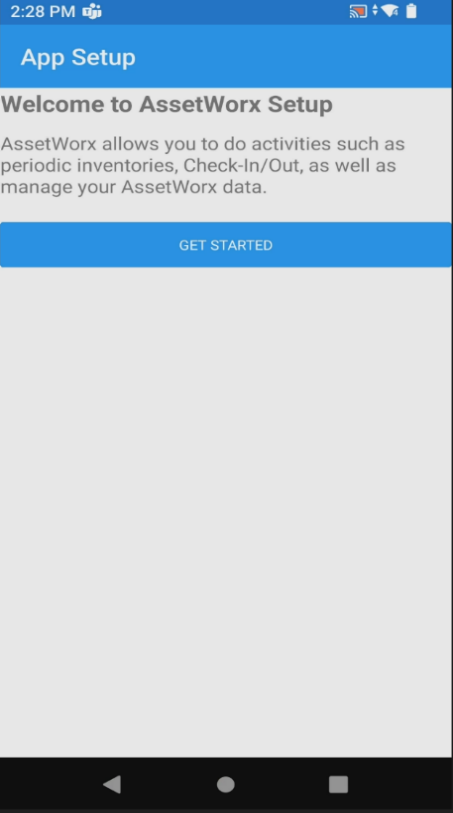 2:28 PM
App Setup
Welcome to AssetWorx Setup
AssetWorx allows you to do activities such as
periodic inventories, Check-In/Out, as well as
manage your AssetWorx data.
GET STARTED